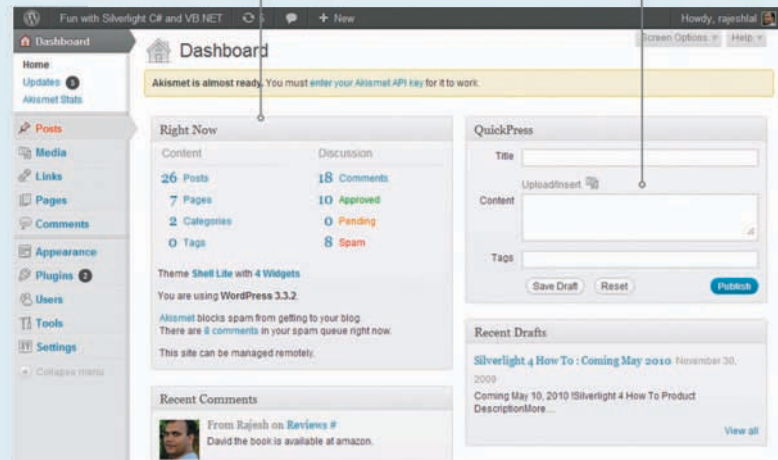 Fun with Silverlight C# and VB.NET
+ New
Howdy, rajeshlal
Dashboard
Home
Updates
Akismet Stats
Posts
Media
Links
Pages
Comments
Appearance
Plugins 2
Users
Tools
Settings
Collapse menu
Screen Options
Help
Dashboard
Akismet is almost ready. You must enter your Akismet API key for it to work.
Right Now
Content
Discussion
26 Posts
18 Comments
7 Pages
10 Approved
2 Categories
0 Pending
0 Tags
8 Spam
Theme Shell Lite with 4 Widgets
You are using WordPress 3.3.2.
Akismet blocks spam from getting to your blog.
There are 8 comments in your spam queue right now.
This site can be managed remotely.
Recent Comments
From Rajesh on Reviews #
David the book is available at amazon.
QuickPress
Title
Upload/Insert
Content
Tags
Save Draft
Reset
Publish
Recent Drafts
Silverlight 4 How To : Coming May 2010 November 30,
2009
Coming May 10, 2010 !Silverlight 4 How To Product
DescriptionMore…
View all